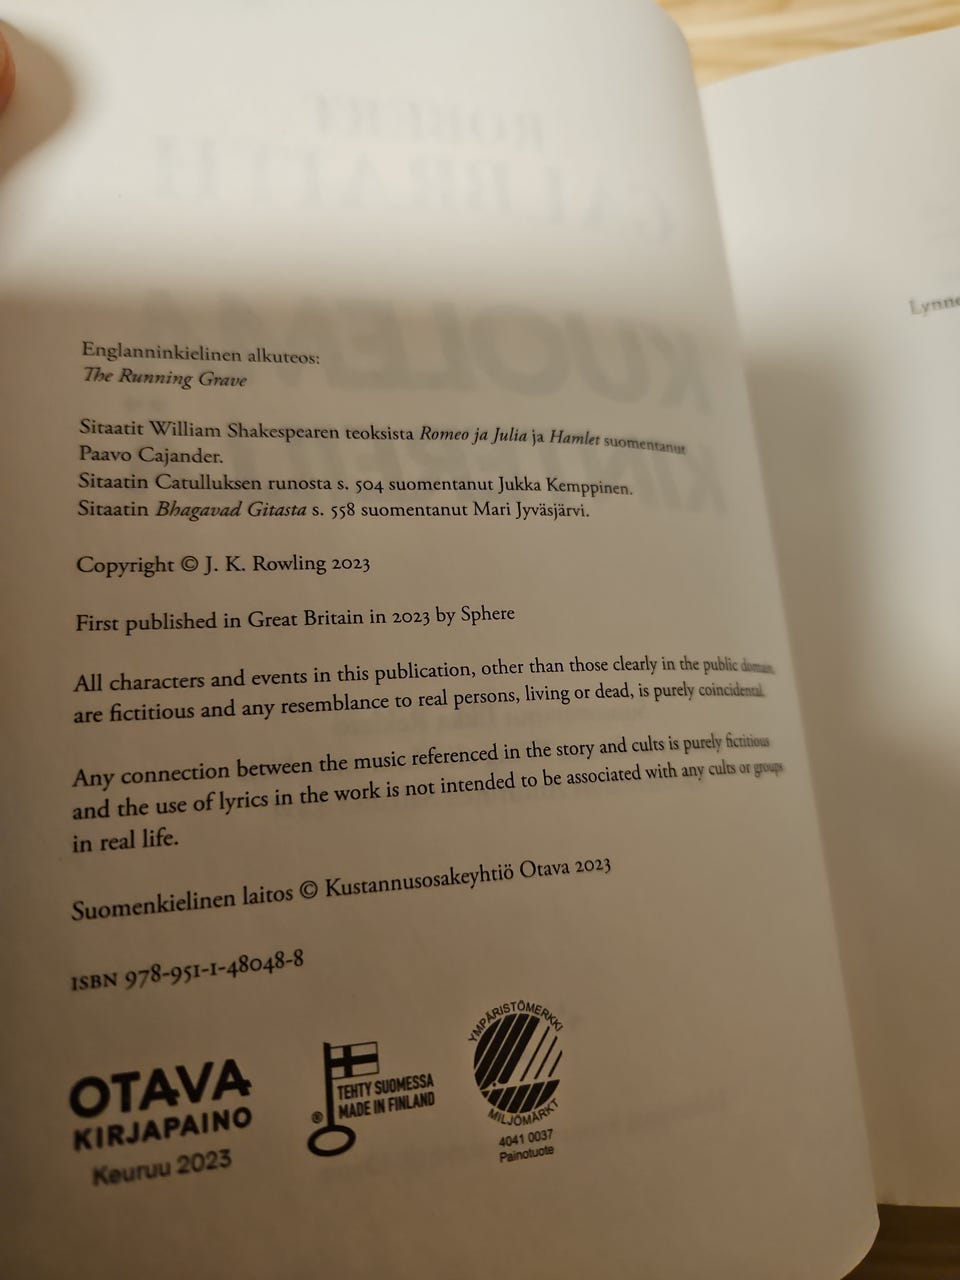 Englanninkielinen alkuteos:
The Running Grave
Sitaatit William Shakespearen teoksista Romeo ja Julia ja Hamlet suomentanut
Paavo Cajander.
Sitaatin Catulluksen runosta s. 504 suomentanut Jukka Kemppinen.
Sitaatin Bhagavad Gitasta s. 558 suomentanut Mari Jyväsjärvi.
Copyright © J. K. Rowling 2023
First published in Great Britain in 2023 by Sphere
All characters and events in this publication, other than those clearly in the public domain,
are fictitious and any resemblance to real persons, living or dead, is purely coincidental.
Any connection between the music referenced in the story and cults is purely fictitious
and the use of lyrics in the work is not intended to be associated with any cults or groups
in real life.
Suomenkielinen laitos © Kustannusosakeyhtiö Otava 2023
ISBN 978-951-1-48048-8
OTAVA
KIRJAPAINO
Keuruu 2023
TEHTY SUOMESSA
® MADE IN FINLAND
YMPÄRISTÖMERKKI
MILJÖMÄRKT
4041 0037
Painotuote
Lynne